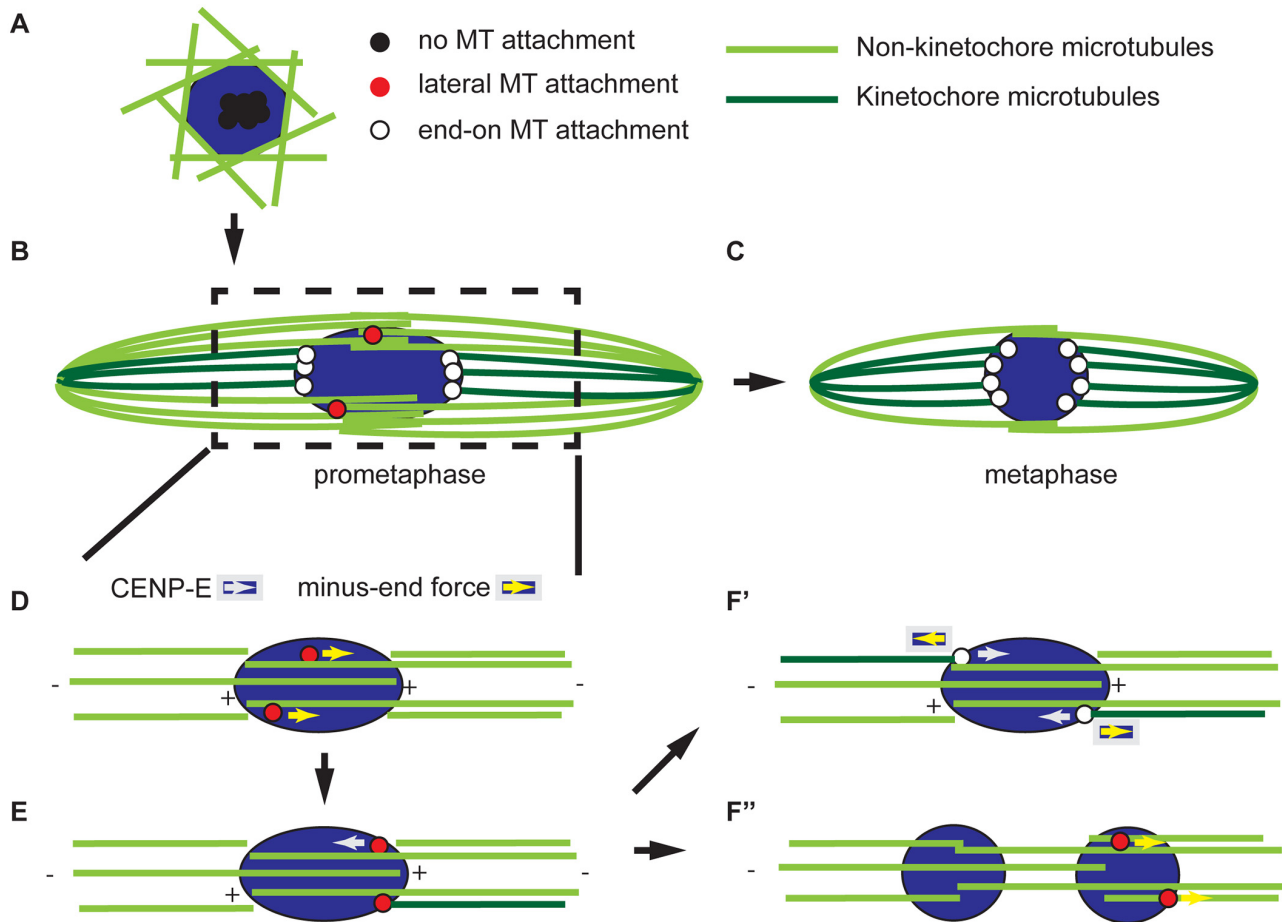 A
no MT attachment
lateral MT attachment
end-on MT attachment
Non-kinetochore microtubules
Kinetochore microtubules
B
prometaphase
C
metaphase
CENP-E
minus-end force
D
-
+
+
-
E
-
+
+
-
F’
-
+
+
F”
-